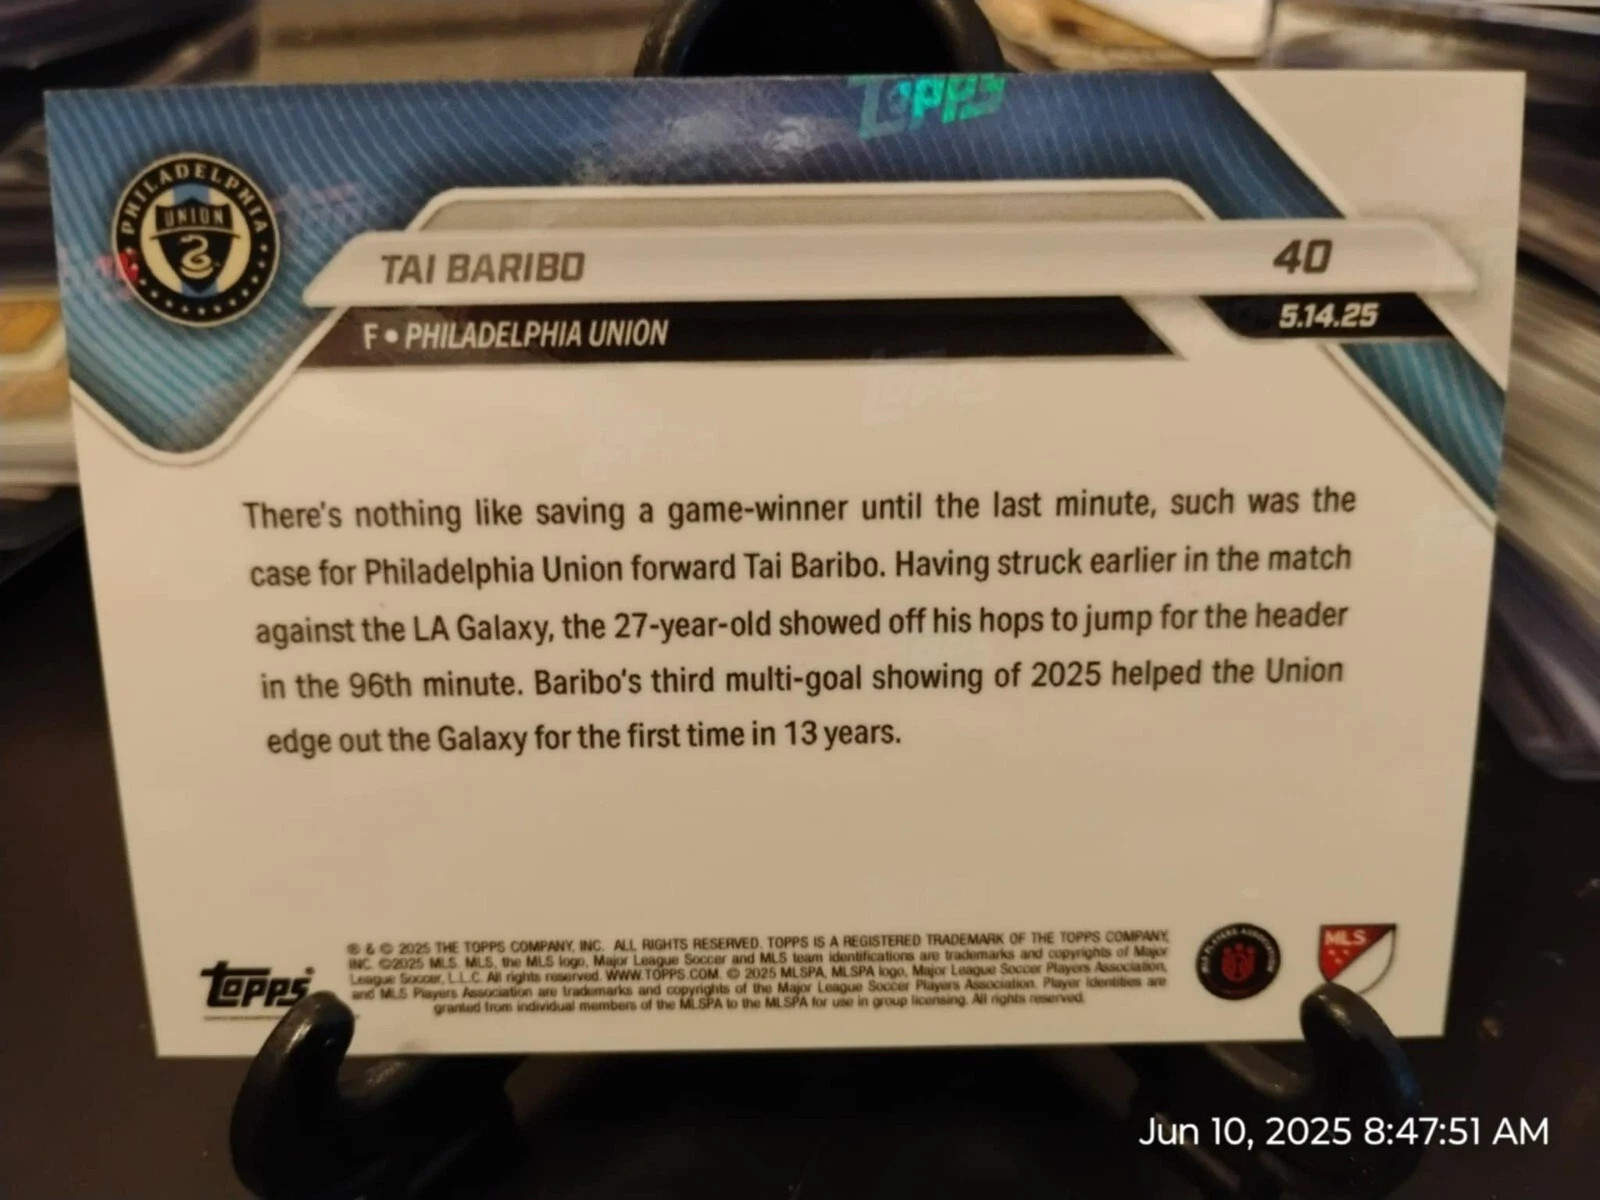 Topps
PHILADELPHIA
UNION
TAI BARIBO
40
F • PHILADELPHIA UNION
5.14.25
There's nothing like saving a game-winner until the last minute, such was the
case for Philadelphia Union forward Tai Baribo. Having struck earlier in the match
against the LA Galaxy, the 27-year-old showed off his hops to jump for the header
in the 96th minute. Baribo's third multi-goal showing of 2025 helped the Union
edge out the Galaxy for the first time in 13 years.
Topps
® & © 2025 THE TOPPS COMPANY, INC. ALL RIGHTS RESERVED. TOPPS IS A REGISTERED TRADEMARK OF THE TOPPS COMPANY,
INC. ©2025 MLS. MLS, the MLS logo, Major League Soccer and MLS team identifications are trademarks and copyrights of Major
League Soccer, L.L.C. All rights reserved. WWW.TOPPS.COM. © 2025 MLSPA, MLSPA logo, Major League Soccer Players Association,
and MLS Players Association are trademarks and copyrights of the Major League Soccer Players Association. Player Identities are
granted from individual members of the MLSPA to the MLSPA for use in group licensing. All rights reserved.
MLS PLAYERS ASSOCIATION
MLS
Jun 10, 2025 8:47:51 AM